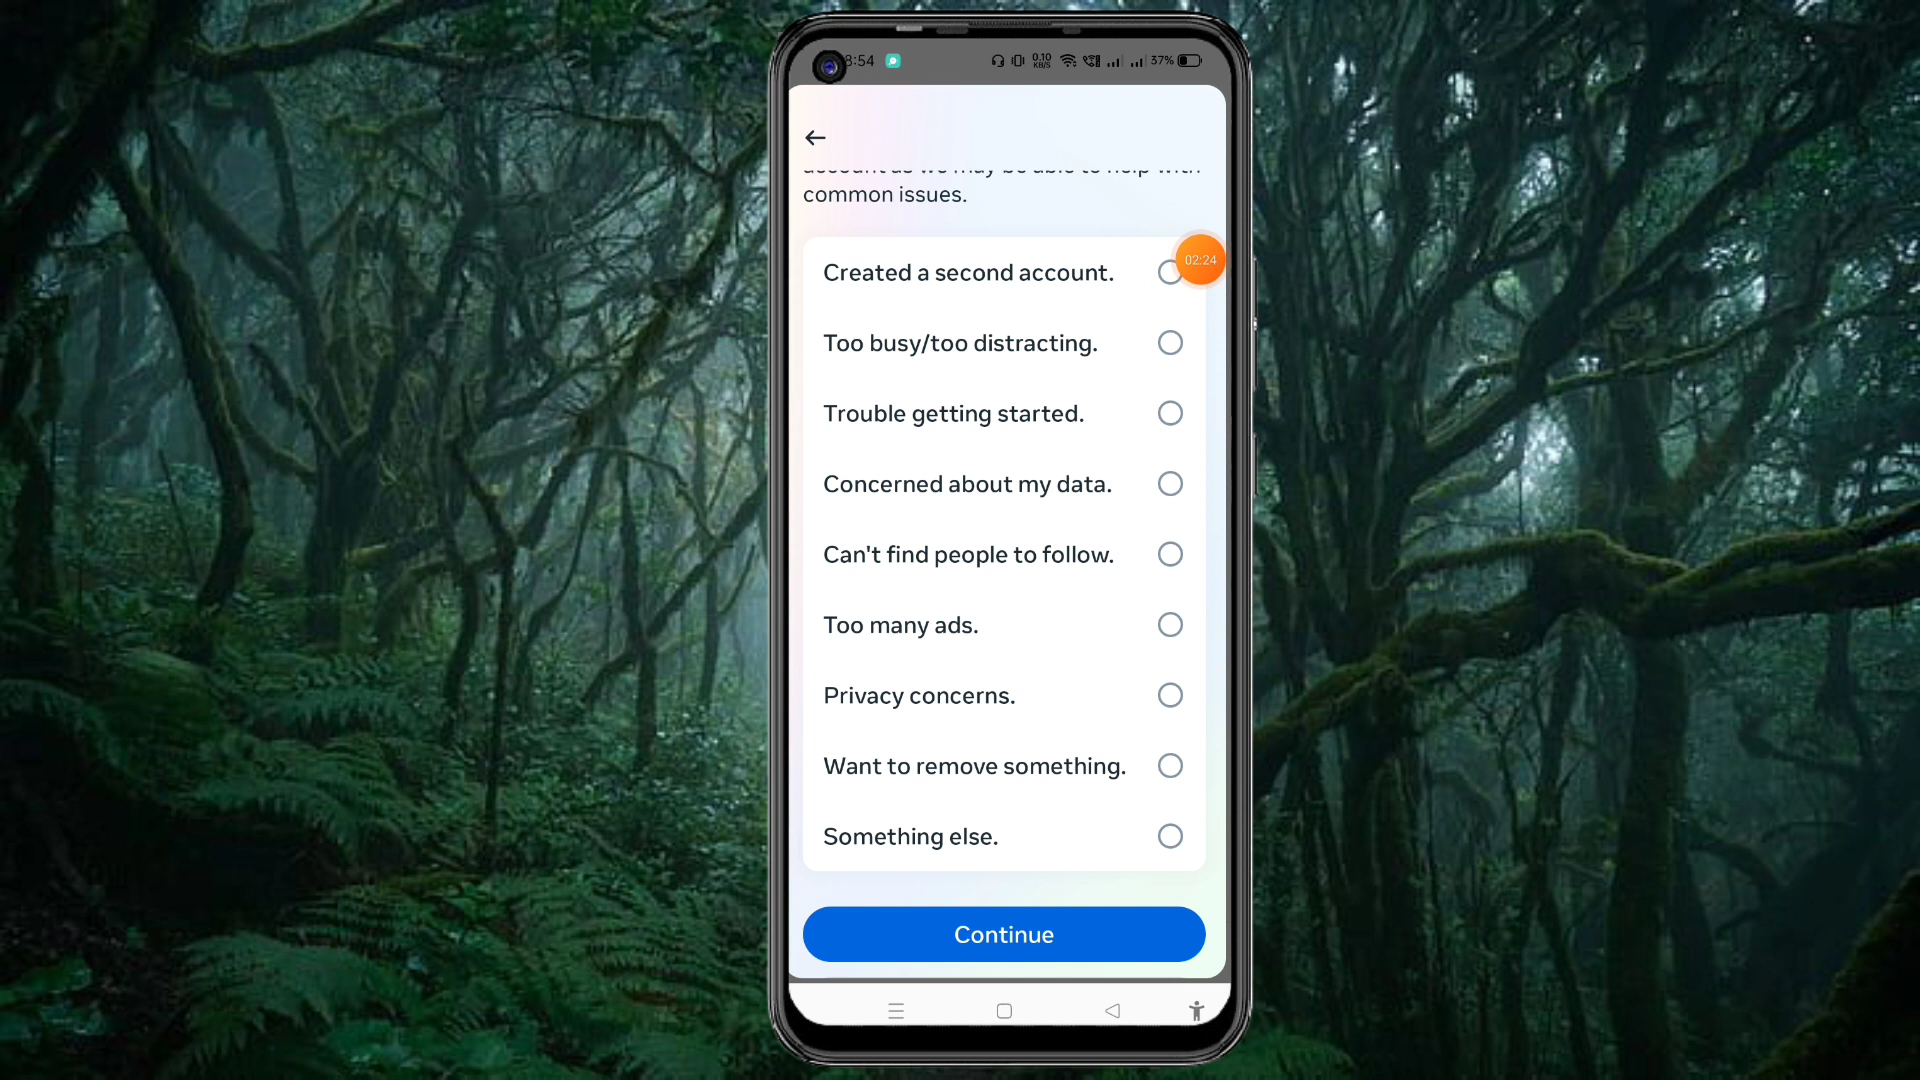 8:54 0.10 KB/S 37%
account as we may be able to help with
common issues.
Created a second account.
02:24
Too busy/too distracting.
Trouble getting started.
Concerned about my data.
Can't find people to follow.
Too many ads.
Privacy concerns.
Want to remove something.
Something else.
Continue